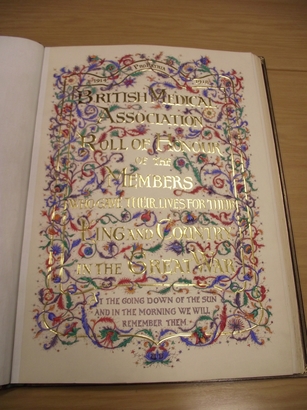 BRITISH MEDICAL
ASSOCIATION
ROLL OF HONOUR
OF THE
MEMBERS
WHO GAVE THEIR LIVES FOR THEIR
KING AND COUNTRY
IN THE GREAT WAR
AT THE GOING DOWN OF THE SUN
AND IN THE MORNING WE WILL
REMEMBER THEM.